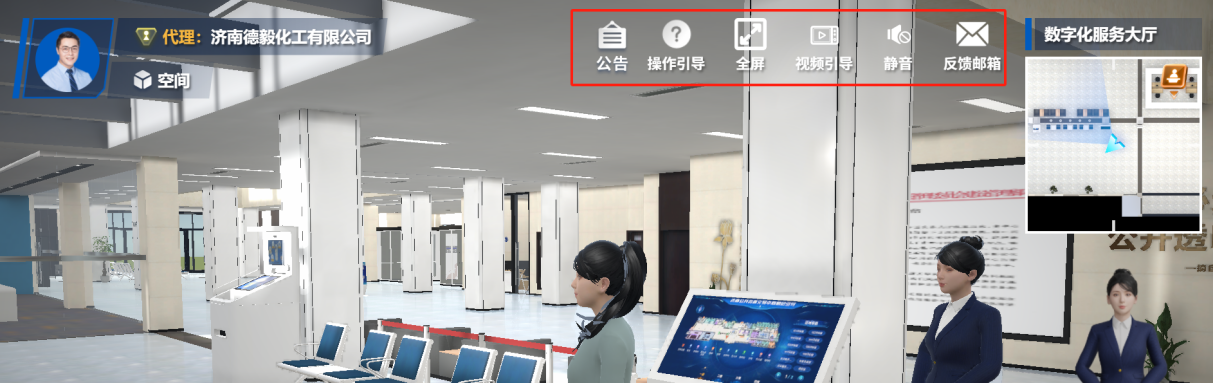 代理：济南德毅化工有限公司
空间
公告
操作引导
全屏
视频引导
静音
反馈邮箱
数字化服务大厅
公开透